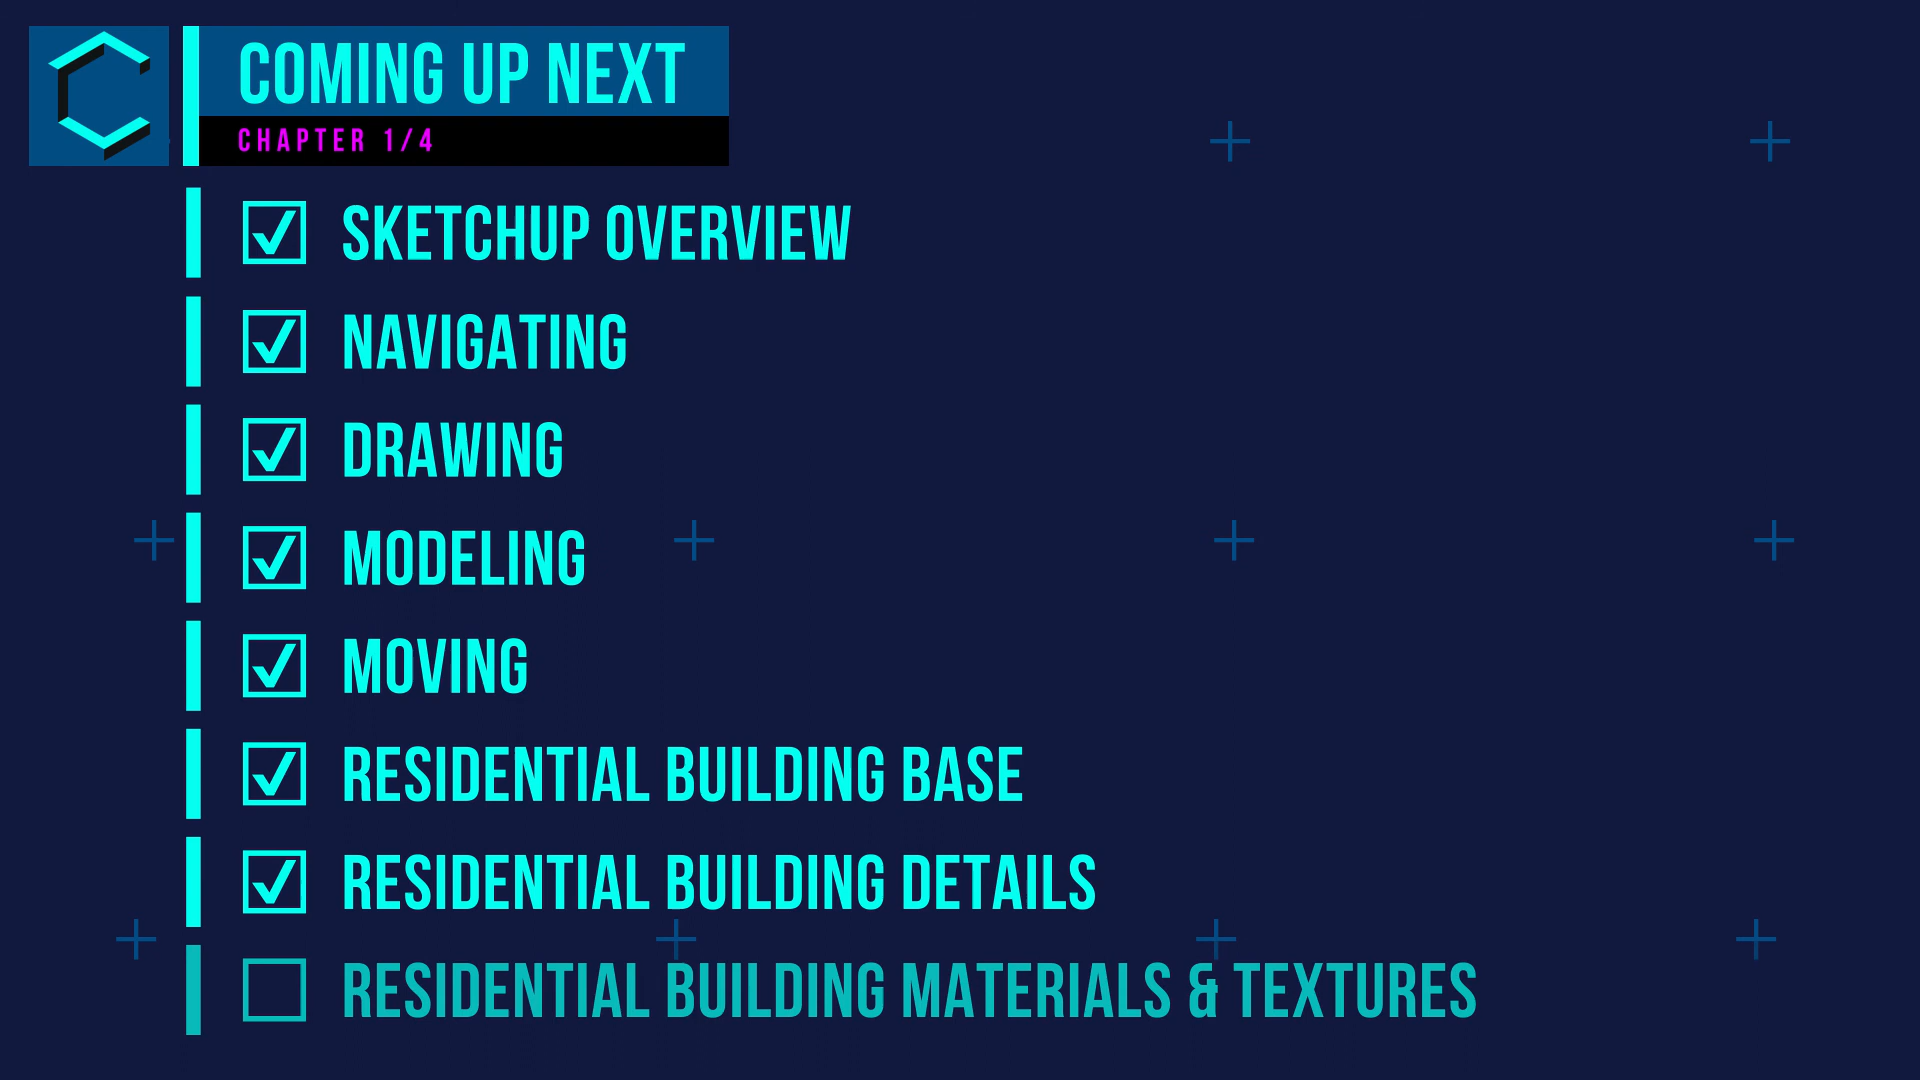 COMING UP NEXT
CHAPTER 1/4
SKETCHUP OVERVIEW
NAVIGATING
DRAWING
MODELING
MOVING
RESIDENTIAL BUILDING BASE
RESIDENTIAL BUILDING DETAILS
RESIDENTIAL BUILDING MATERIALS & TEXTURES